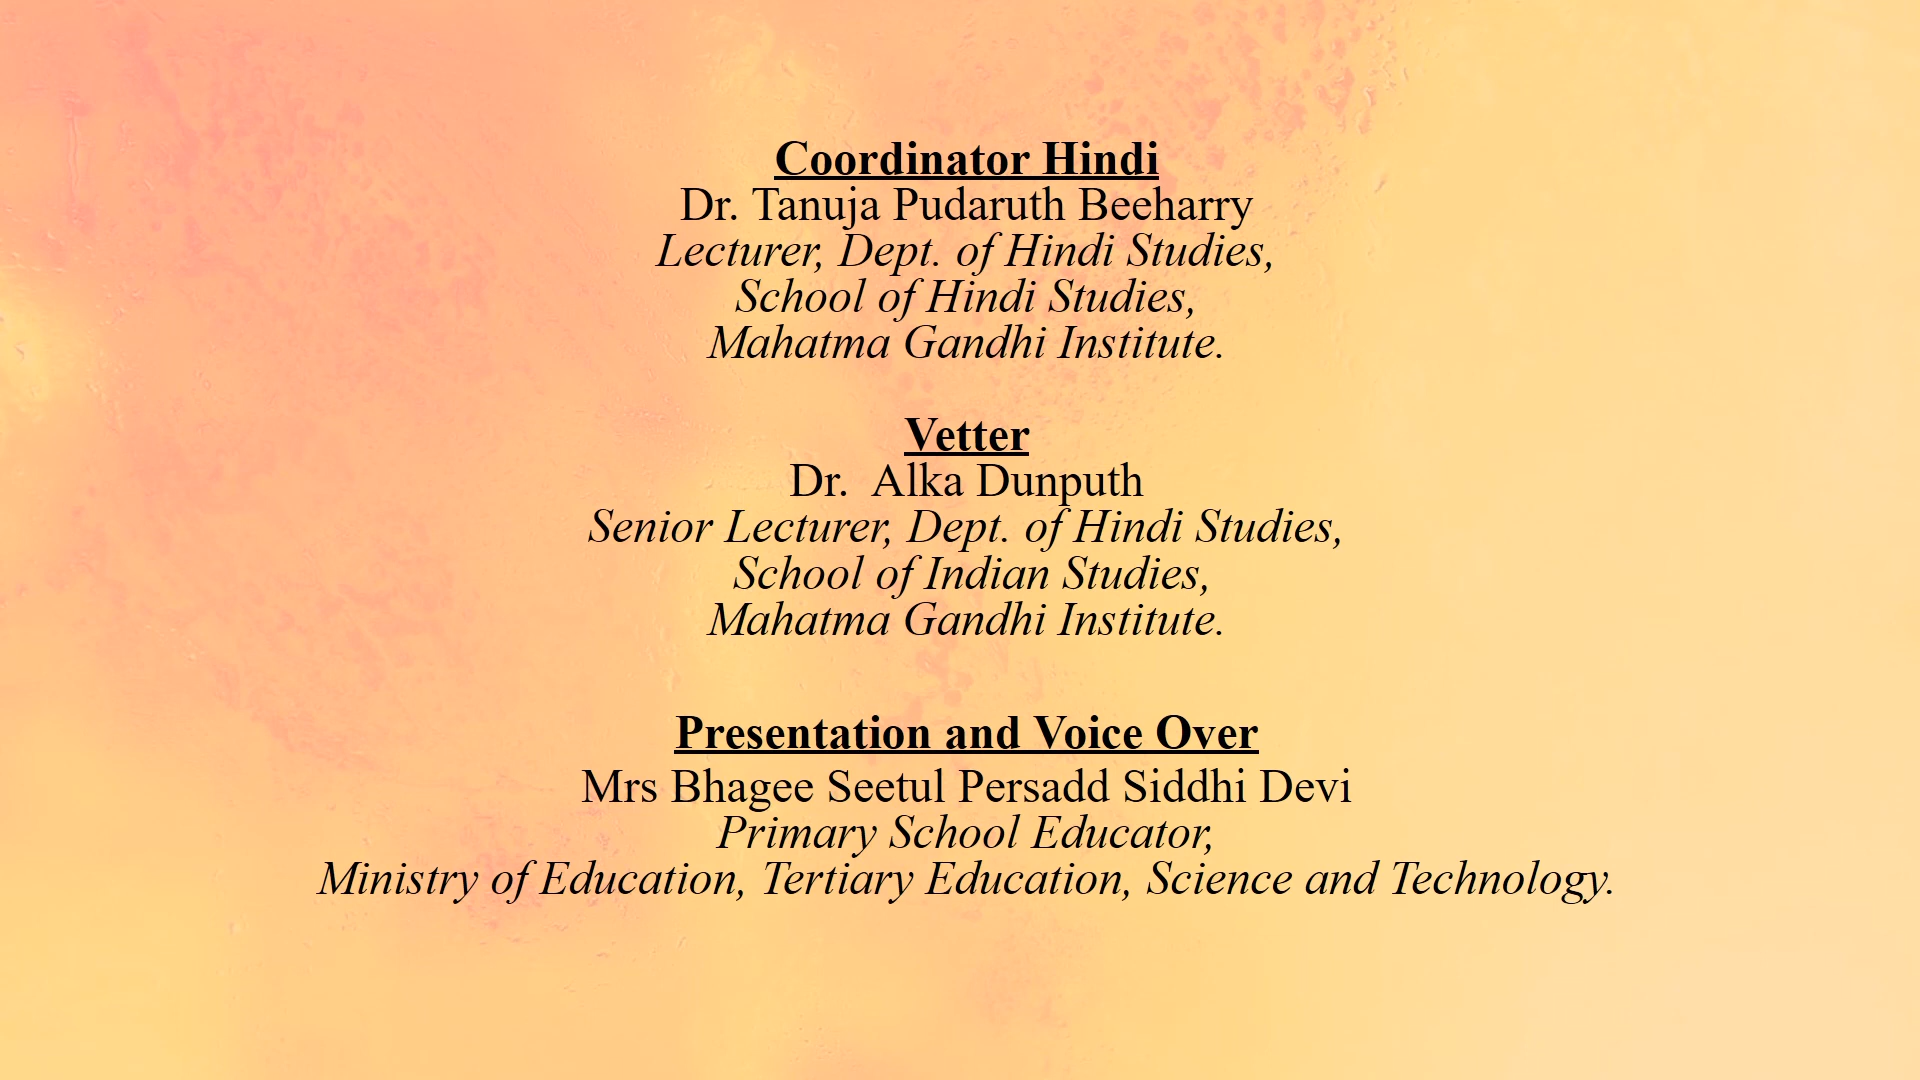 Coordinator Hindi
Dr. Tanuja Pudaruth Beeharry
Lecturer, Dept. of Hindi Studies,
School of Hindi Studies,
Mahatma Gandhi Institute.
Vetter
Dr.  Alka Dunputh
Senior Lecturer, Dept. of Hindi Studies,
School of Indian Studies,
Mahatma Gandhi Institute.
Presentation and Voice Over
Mrs Bhagee Seetul Persadd Siddhi Devi
Primary School Educator,
Ministry of Education, Tertiary Education, Science and Technology.